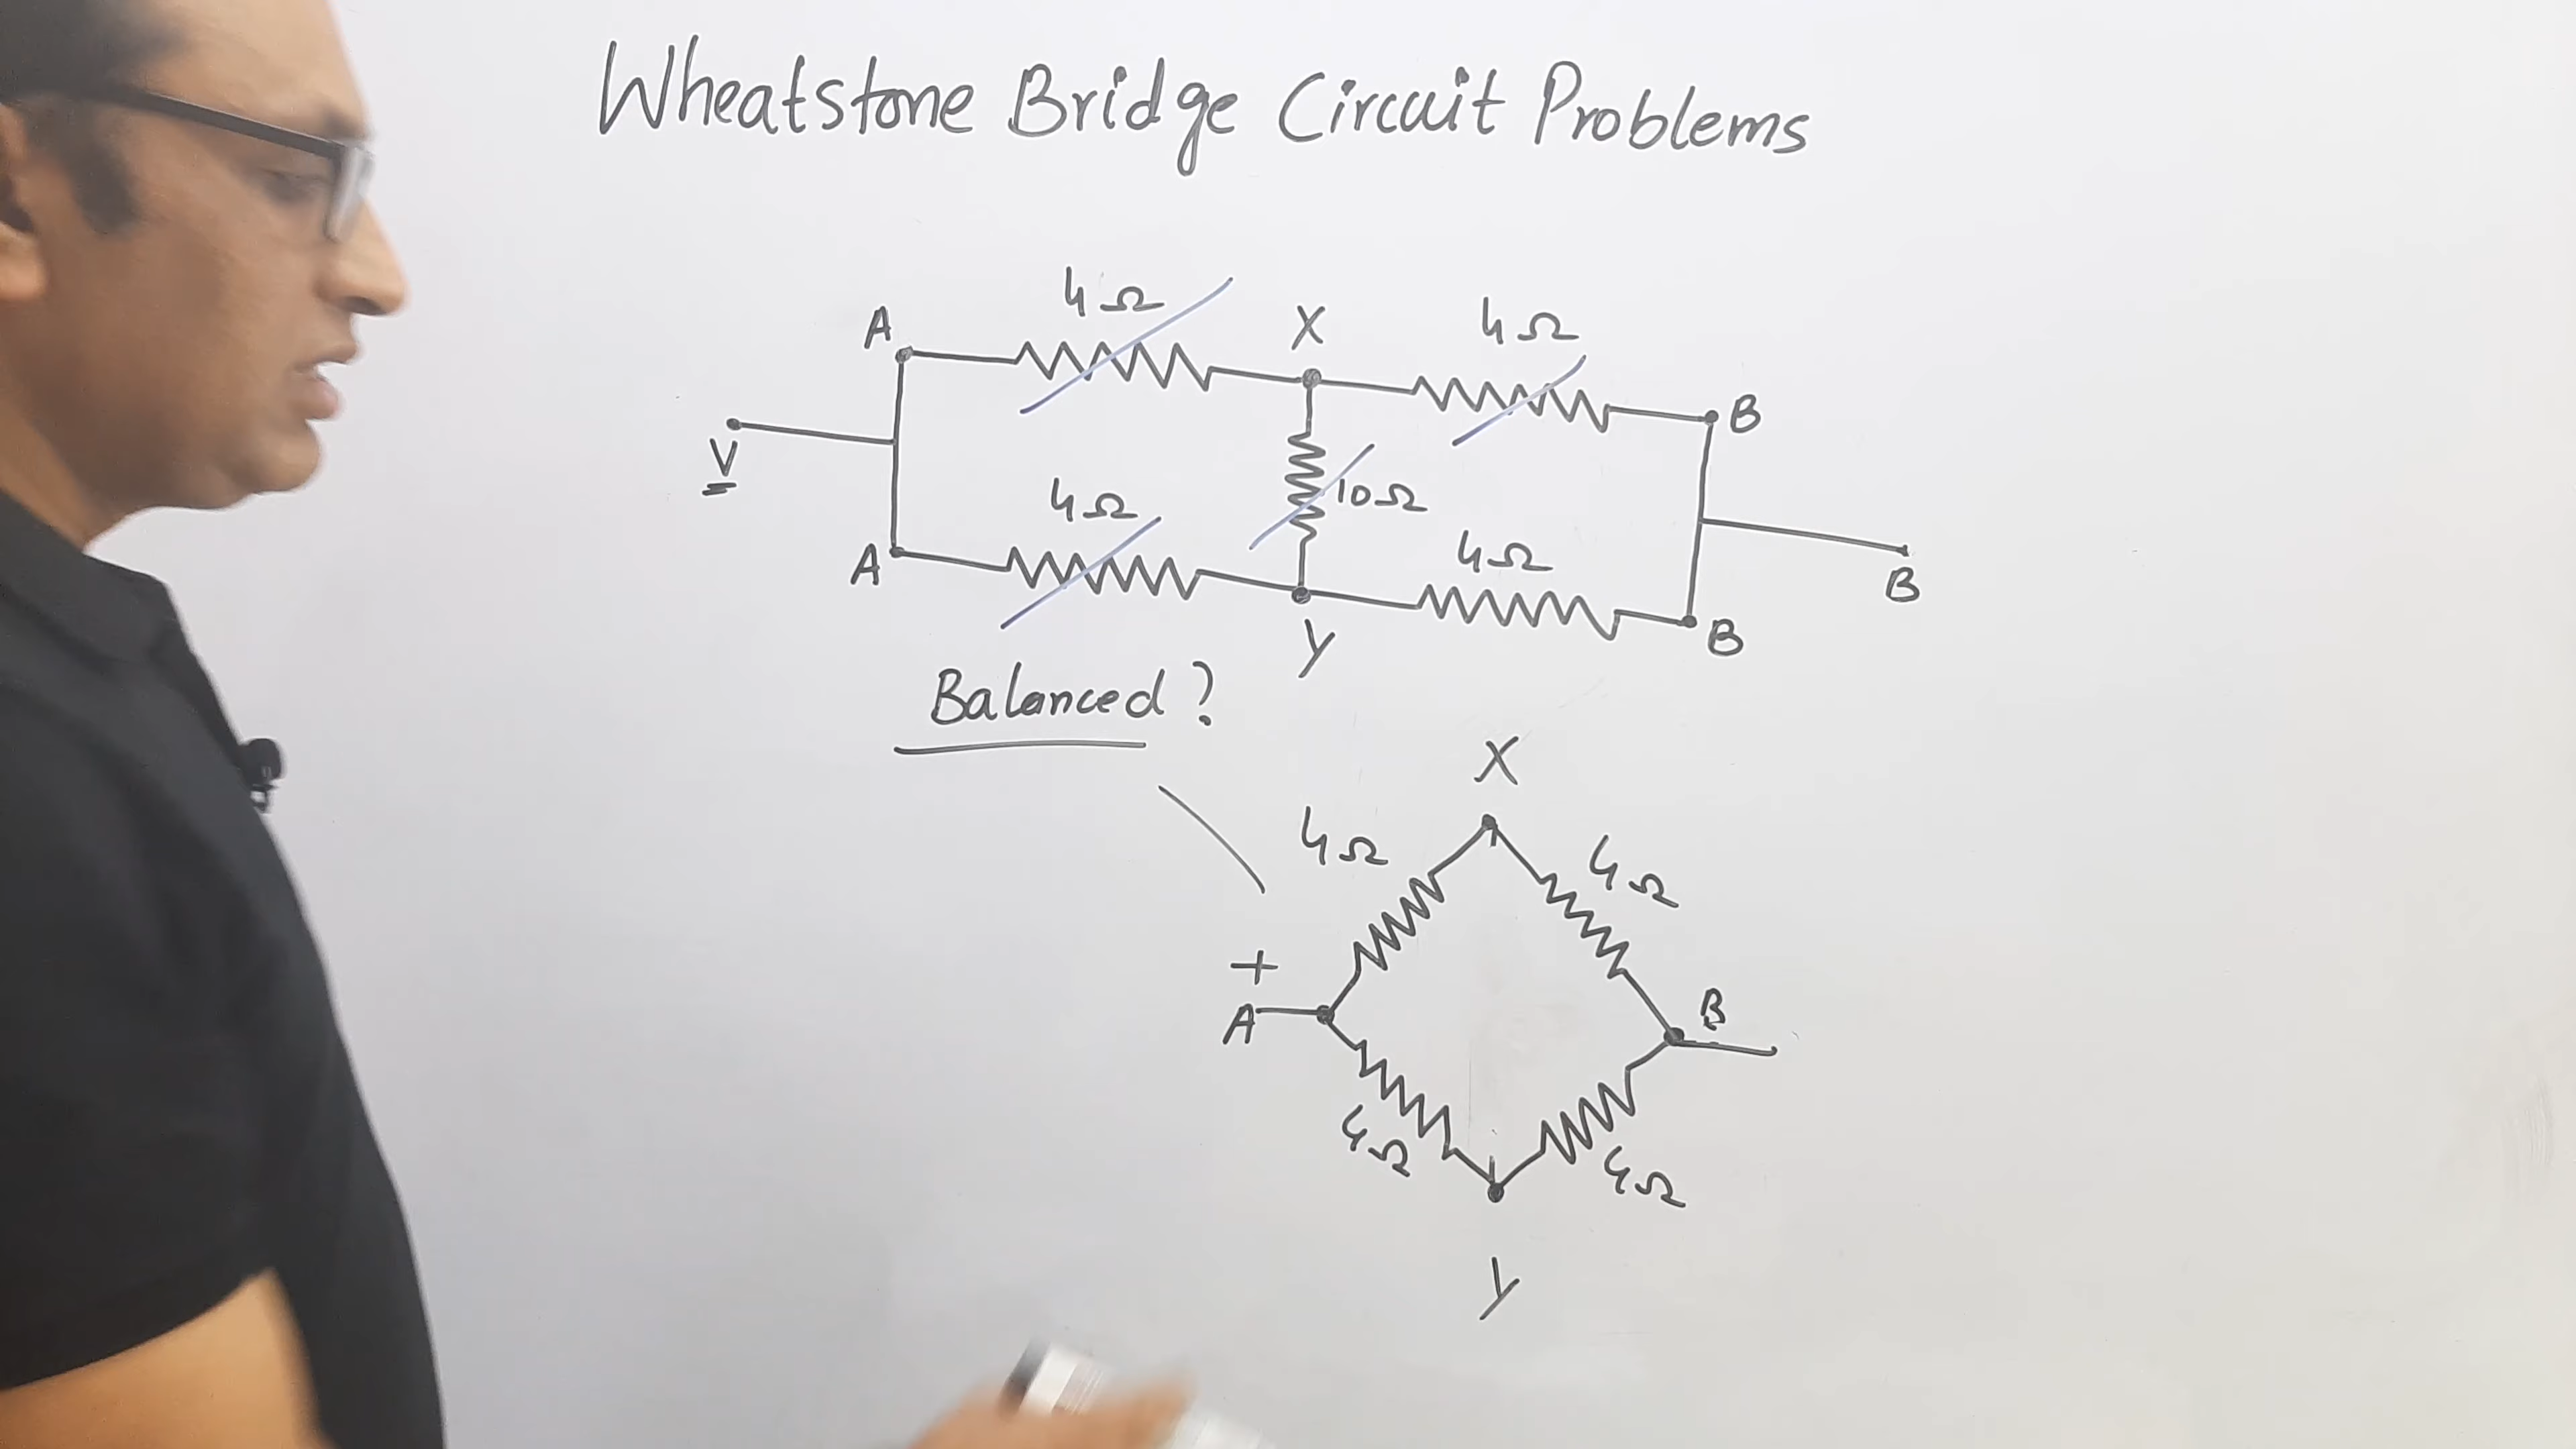 Wheatstone Bridge Circuit Problems
4Ω
A
X
4Ω
B
V
4Ω
10Ω
4Ω
A
B
B
Y
Balanced ?
X
4Ω
4Ω
+
A
B
4Ω
4Ω
Y